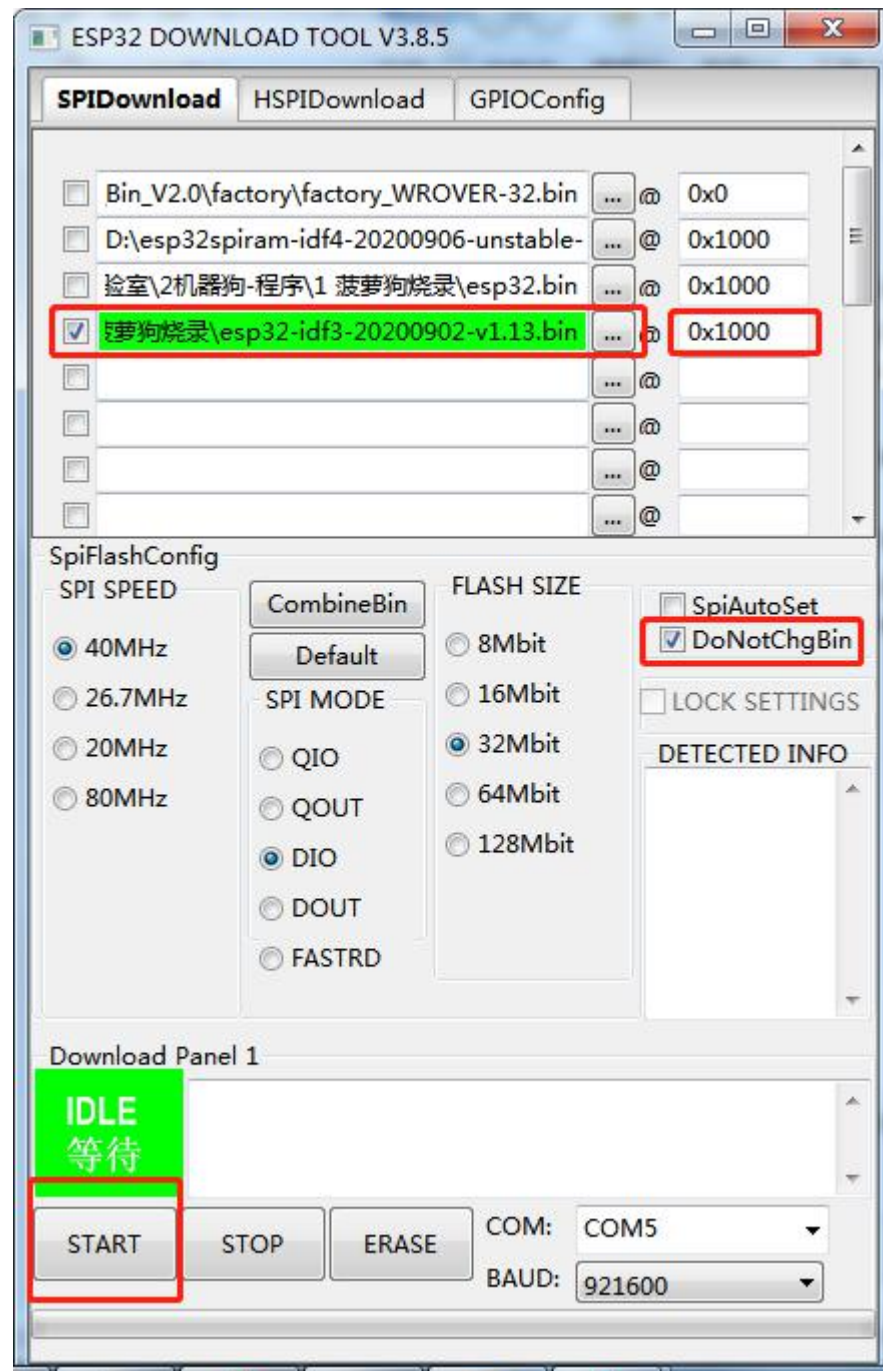 ESP32 DOWNLOAD TOOL V3.8.5
SPIDownload HSPIDownload GPIOConfig
Bin_V2.0\factory\factory_WROVER-32.bin ... @ 0x0
D:\esp32spiram-idf4-20200906-unstable- ... @ 0x1000
验室\2机器狗-程序\1 菠萝狗烧录\esp32.bin ... @ 0x1000
萝狗烧录\esp32-idf3-20200902-v1.13.bin ... @ 0x1000
... @
... @
... @
... @
SpiFlashConfig
SPI SPEED
40MHz
26.7MHz
20MHz
80MHz
CombineBin
Default
SPI MODE
QIO
QOUT
DIO
DOUT
FASTRD
FLASH SIZE
8Mbit
16Mbit
32Mbit
64Mbit
128Mbit
SpiAutoSet
DoNotChgBin
LOCK SETTINGS
DETECTED INFO
Download Panel 1
IDLE
等待
START STOP ERASE
COM: COM5
BAUD: 921600